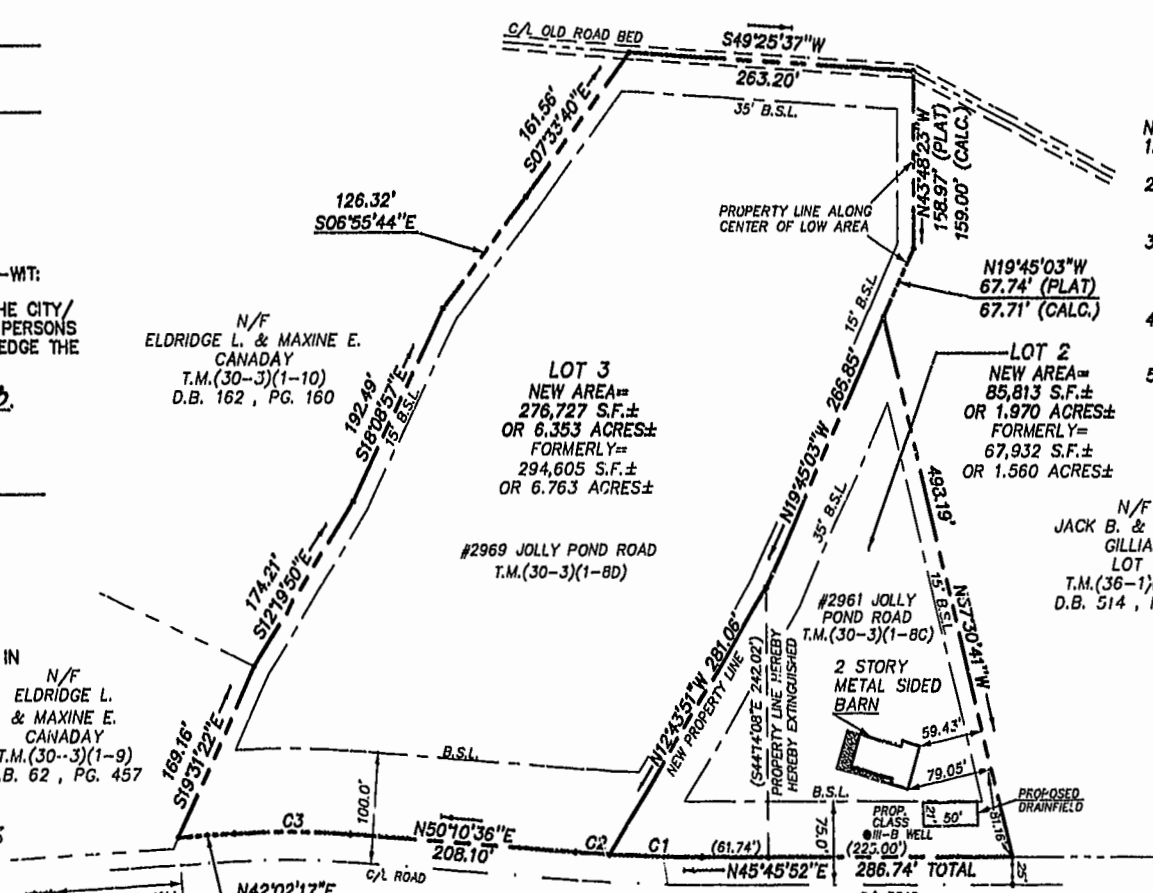 C/L OLD ROAD BED
S49°25'37"W
263.20'
35' B.S.L.
161.56'
S07°33'40"E
126.32'
S06°55'44"E
N43°48'23"W
158.97' (PLAT)
159.00' (CALC.)
PROPERTY LINE ALONG
CENTER OF LOW AREA
N19°45'03"W
67.74' (PLAT)
67.71' (CALC.)
-WIT:
HE CITY/
PERSONS
EDGE THE
N/F
ELDRIDGE L. & MAXINE E.
CANADAY
T.M.(30-3)(1-10)
D.B. 162 , PG. 160
192.49'
S18°08'57"E
15' B.S.L.
LOT 3
NEW AREA=
276,727 S.F.±
OR 6.353 ACRES±
FORMERLY=
294,605 S.F.±
OR 6.763 ACRES±
#2969 JOLLY POND ROAD
T.M.(30-3)(1-8D)
15' B.S.L.
N19°45'03"W 266.85'
35' B.S.L.
LOT 2
NEW AREA=
85,813 S.F.±
OR 1.970 ACRES±
FORMERLY=
67,932 S.F.±
OR 1.560 ACRES±
2
3
4
5
493.19'
N57°30'41"W
15' B.S.L.
N/F
JACK B. &
GILLIA
LOT
T.M.(36-1)
D.B. 514 ,
174.21'
S12°19'50"E
#2961 JOLLY
POND ROAD
T.M.(30-3)(1-8C)
2 STORY
METAL SIDED
BARN
59.43'
79.05'
IN
N/F
ELDRIDGE L.
& MAXINE E.
CANADAY
T.M.(30-3)(1-9)
.B. 62 , PG. 457
169.16'
S19°31'22"E
N12°43'51"W 281.06'
NEW PROPERTY LINE
(S44°14'08"E 242.02')
PROPERTY LINE HEREBY
HEREBY EXTINGUISHED
B.S.L.
100.0'
B.S.L.
75.0'
PROP.
CLASS
III-B WELL
(225.00')
21'
50'
81.16'
PROPOSED
DRAINFIELD
C3
N50°10'36"E
208.10'
C2
C1
(61.74')
N45°45'52"E
286.74' TOTAL
25'
C/L ROAD
N42°02'17"E